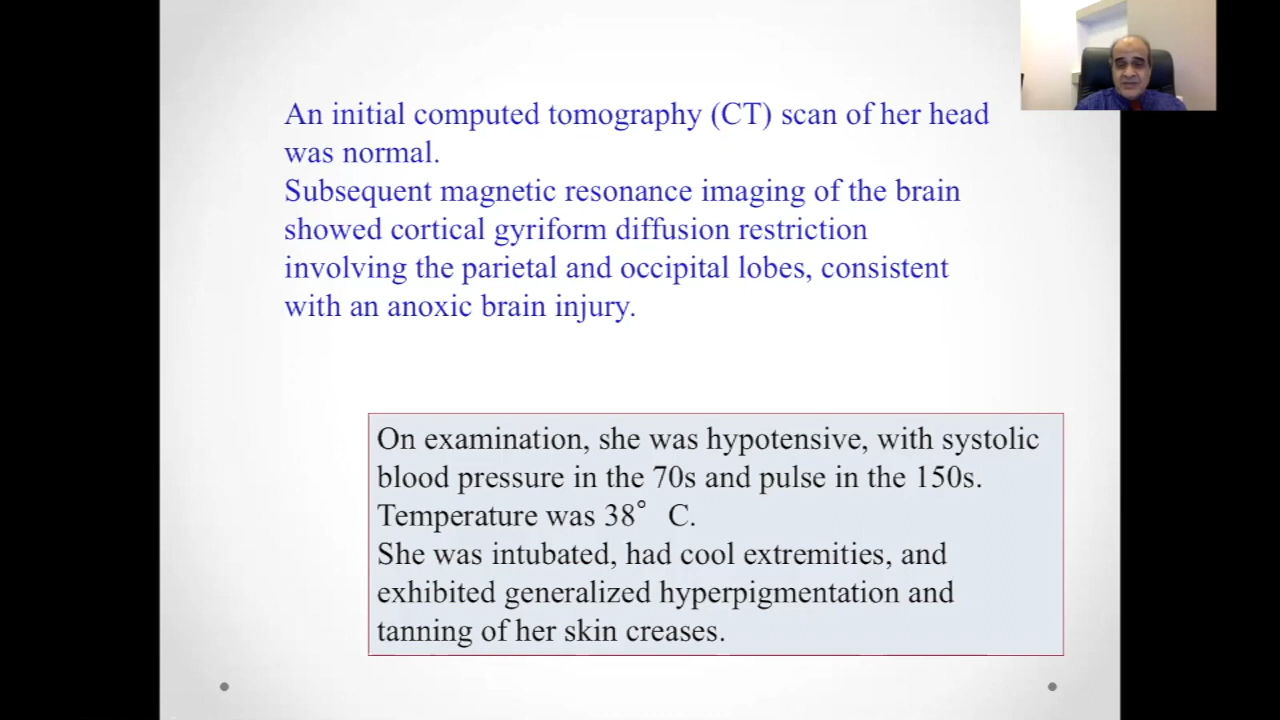 An initial computed tomography (CT) scan of her head
was normal.
Subsequent magnetic resonance imaging of the brain
showed cortical gyriform diffusion restriction
involving the parietal and occipital lobes, consistent
with an anoxic brain injury.
On examination, she was hypotensive, with systolic
blood pressure in the 70s and pulse in the 150s.
Temperature was 38° C.
She was intubated, had cool extremities, and
exhibited generalized hyperpigmentation and
tanning of her skin creases.